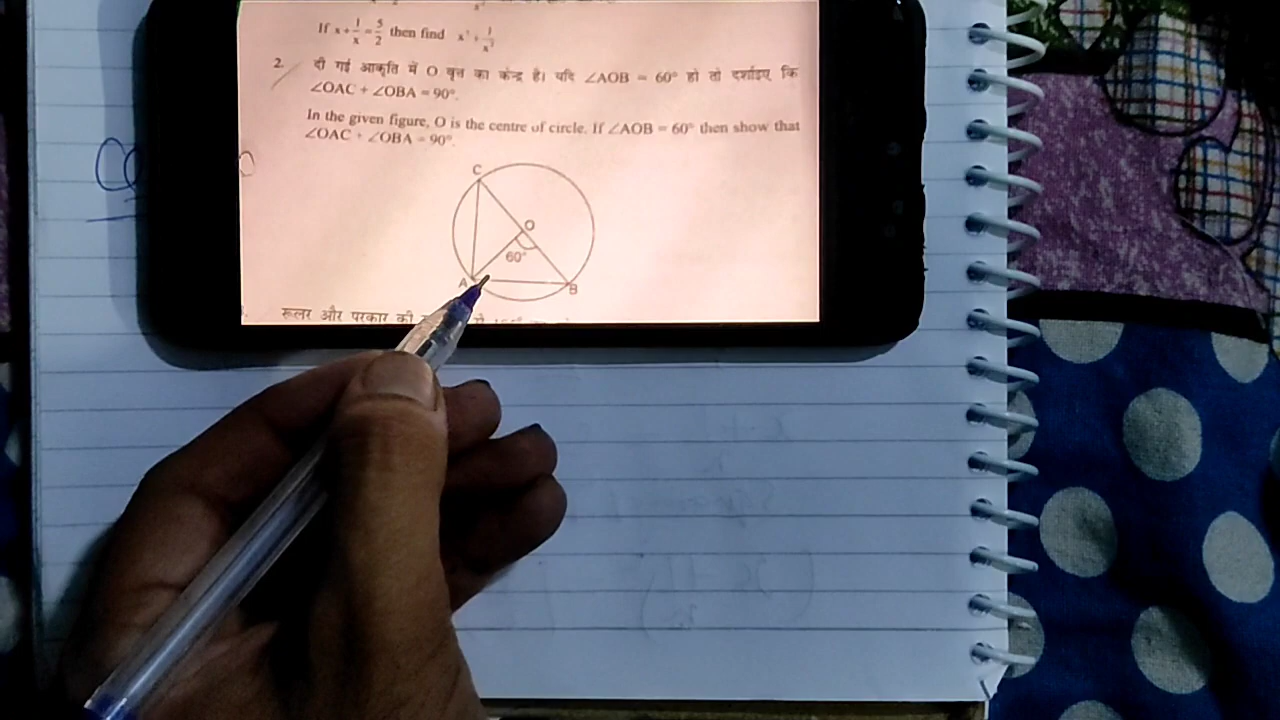 If x+1/x=5/2 then find x²+1/x²
2. दी गई आकृति में O वृत्त का केन्द्र है। यदि ∠AOB = 60° हो तो दर्शाइए कि
∠OAC + ∠OBA = 90°.
In the given figure, O is the centre of circle. If ∠AOB = 60° then show that
∠OAC + ∠OBA = 90°.
C
O
60°
A
B
रूलर और परकार की